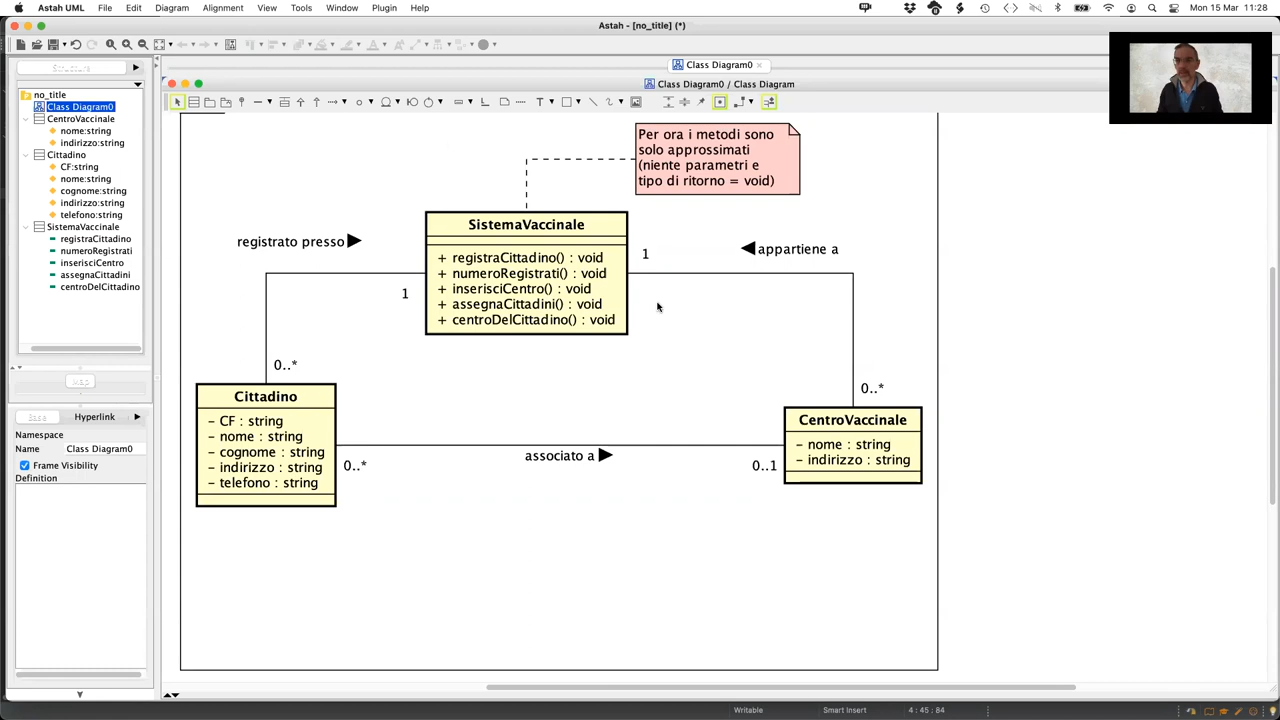 Astah UML File Edit Diagram Alignment View Tools Window Plugin Help Mon 15 Mar 11:28
Astah - [no_title] (*)
Structure
Class Diagram0
Class Diagram0 / Class Diagram
no_title
Class Diagram0
CentroVaccinale
nome:string
indirizzo:string
Cittadino
CF:string
nome:string
cognome:string
indirizzo:string
telefono:string
SistemaVaccinale
registraCittadino
numeroRegistrati
inserisciCentro
assegnaCittadini
centroDelCittadino
Map
Base Hyperlink
Namespace
Name Class Diagram0
Frame Visibility
Definition
Per ora i metodi sono
solo approssimati
(niente parametri e
tipo di ritorno = void)
SistemaVaccinale
+ registraCittadino() : void
+ numeroRegistrati() : void
+ inserisciCentro() : void
+ assegnaCittadini() : void
+ centroDelCittadino() : void
registrato presso
1
appartiene a
1
0..*
0..*
Cittadino
- CF : string
- nome : string
- cognome : string
- indirizzo : string
- telefono : string
CentroVaccinale
- nome : string
- indirizzo : string
0..*
associato a
0..1
Writable Smart Insert 4 : 45 : 84